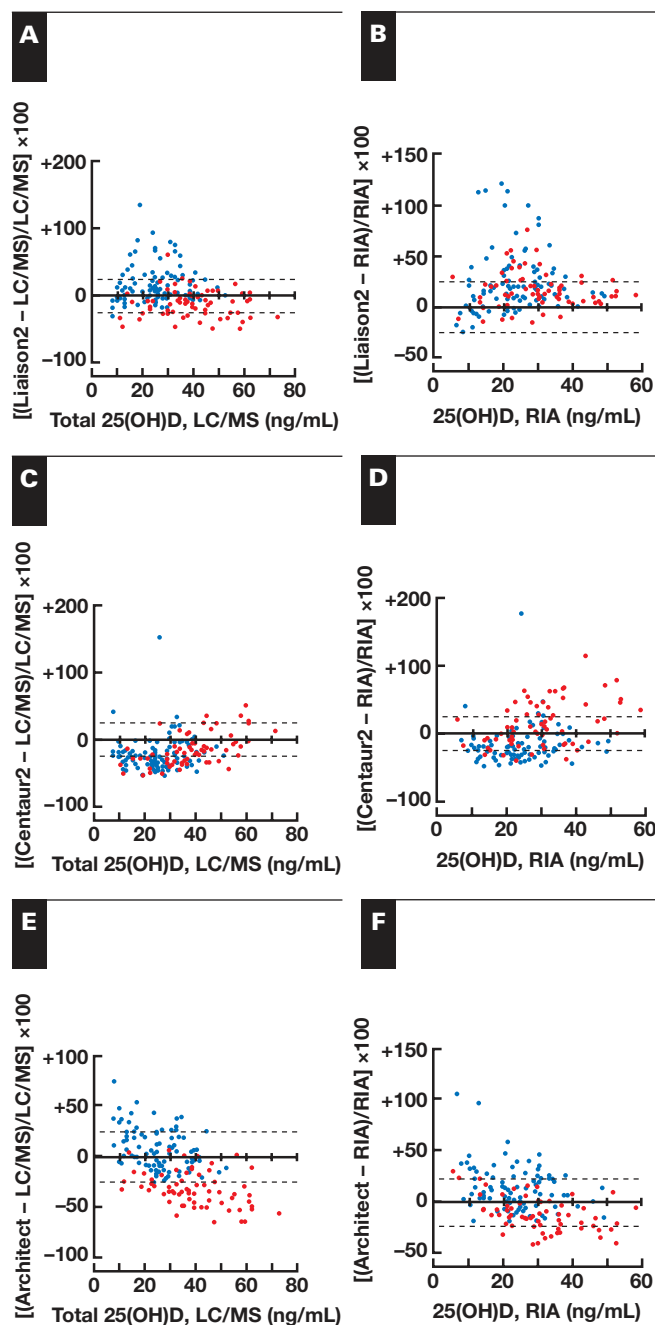 A
B
[(Liaison2 – LC/MS)/LC/MS] ×100
+200
+100
0
−100
0 20 40 60 80
Total 25(OH)D, LC/MS (ng/mL)
[(Liaison2 – RIA)/RIA] ×100
+150
+100
+50
0
−50
0 20 40 60
25(OH)D, RIA (ng/mL)
C
D
[(Centaur2 – LC/MS)/LC/MS] ×100
+200
+100
0
−100
0 20 40 60 80
Total 25(OH)D, LC/MS (ng/mL)
[(Centaur2 – RIA)/RIA] ×100
+200
+100
0
−100
0 20 40 60
25(OH)D, RIA (ng/mL)
E
F
[(Architect – LC/MS)/LC/MS] ×100
+100
+50
0
−50
−100
0 20 40 60 80
Total 25(OH)D, LC/MS (ng/mL)
[(Architect – RIA)/RIA] ×100
+150
+100
+50
0
−50
0 20 40 60
25(OH)D, RIA (ng/mL)